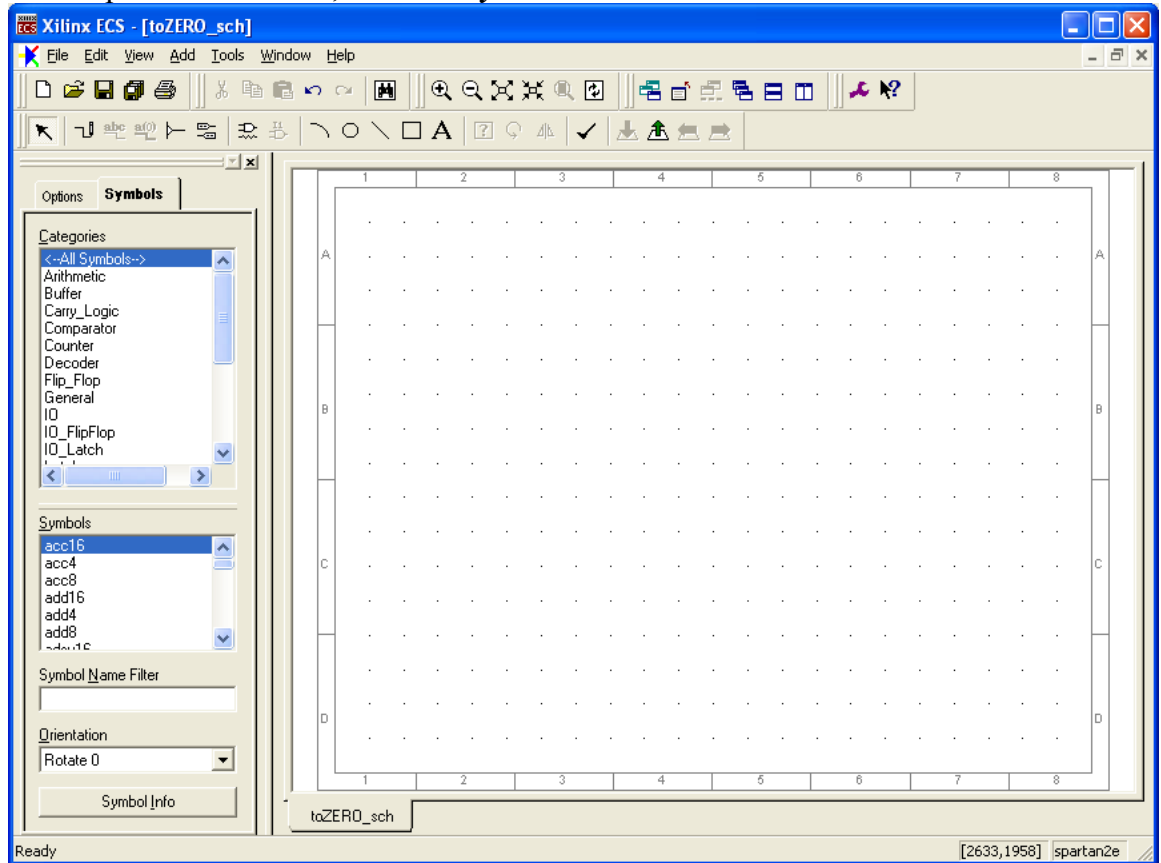 Xilinx ECS - [toZERO_sch]
File Edit View Add Tools Window Help
abc a(0) A ?
Options Symbols
Categories
<--All Symbols-->
Arithmetic
Buffer
Carry_Logic
Comparator
Counter
Decoder
Flip_Flop
General
IO
IO_FlipFlop
IO_Latch
Symbols
acc16
acc4
acc8
add16
add4
add8
Symbol Name Filter
Orientation
Rotate 0
Symbol Info
1 2 3 4 5 6 7 8
A A
B B
C C
D D
1 2 3 4 5 6 7 8
toZERO_sch
Ready [2633,1958] spartan2e